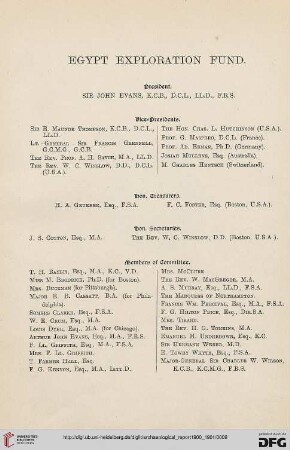 EGYPT EXPLORATION FUND.
President.
SIR JOHN EVANS, K.C.B., D.C.L., LL.D., F.R.S.
Vice-Presidents.
Sir E. Maunde Thompson, K.C.B., D.C.L., LL.D.
Lt.-General Sir Francis Grenfell, G.C.M.G., G.C.B.
The Rev. Prof. A. H. Sayce, M.A., LL.D.
The Rev. W. C. Winslow, D.D., D.C.L. (U.S.A.)
The Hon. Chas. L. Hutchinson (U.S.A.).
Prof. G. Maspero, D.C.L. (France).
Prof. Ad. Erman, Ph.D. (Germany).
Josiah Mullens, Esq. (Australia).
M. Charles Hentsch (Switzerland).
Hon. Treasurers.
H. A. Grueber, Esq., F.S.A.
F. C. Foster, Esq. (Boston, U.S.A.).
Hon. Secretaries.
J. S. Cotton, Esq., M.A.
The Rev. W. C. Winslow, D.D. (Boston, U.S.A.).
Members of Committee.
T. H. Baylis, Esq., M.A., K.C., V.D.
Miss M. Brodrick, Ph.D. (for Boston).
Mrs. Buckman (for Pittsburgh).
Major E. B. Cassatt, B.A. (for Philadelphia).
Somers Clarke, Esq., F.S.A.
W. E. Crum, Esq., M.A.
Louis Dyer, Esq., M.A. (for Chicago).
Arthur John Evans, Esq., M.A., F.R.S.
F. Ll. Griffith, Esq., M.A., F.S.A.
Mrs. F. Ll. Griffith.
T. Farmer Hall, Esq.
F. G. Kenyon, Esq., M.A., Litt.D.
Mrs. McClure.
The Rev. W. MacGregor, M.A.
A. S. Murray, Esq., LL.D., F.S.A.
The Marquess of Northampton.
Francis Wm. Percival, Esq., M.A., F.S.A.
F. G. Hilton Price, Esq., Dir.S.A.
Mrs. Tirard.
The Rev. H. G. Tomkins, M.A.
Emanuel M. Underdown, Esq., K.C.
Sir Hermann Weber, M.D.
E. Towry Whyte, Esq., F.S.A.
Major-General Sir Charles W. Wilson, K.C.B., K.C.M.G., F.R.S.